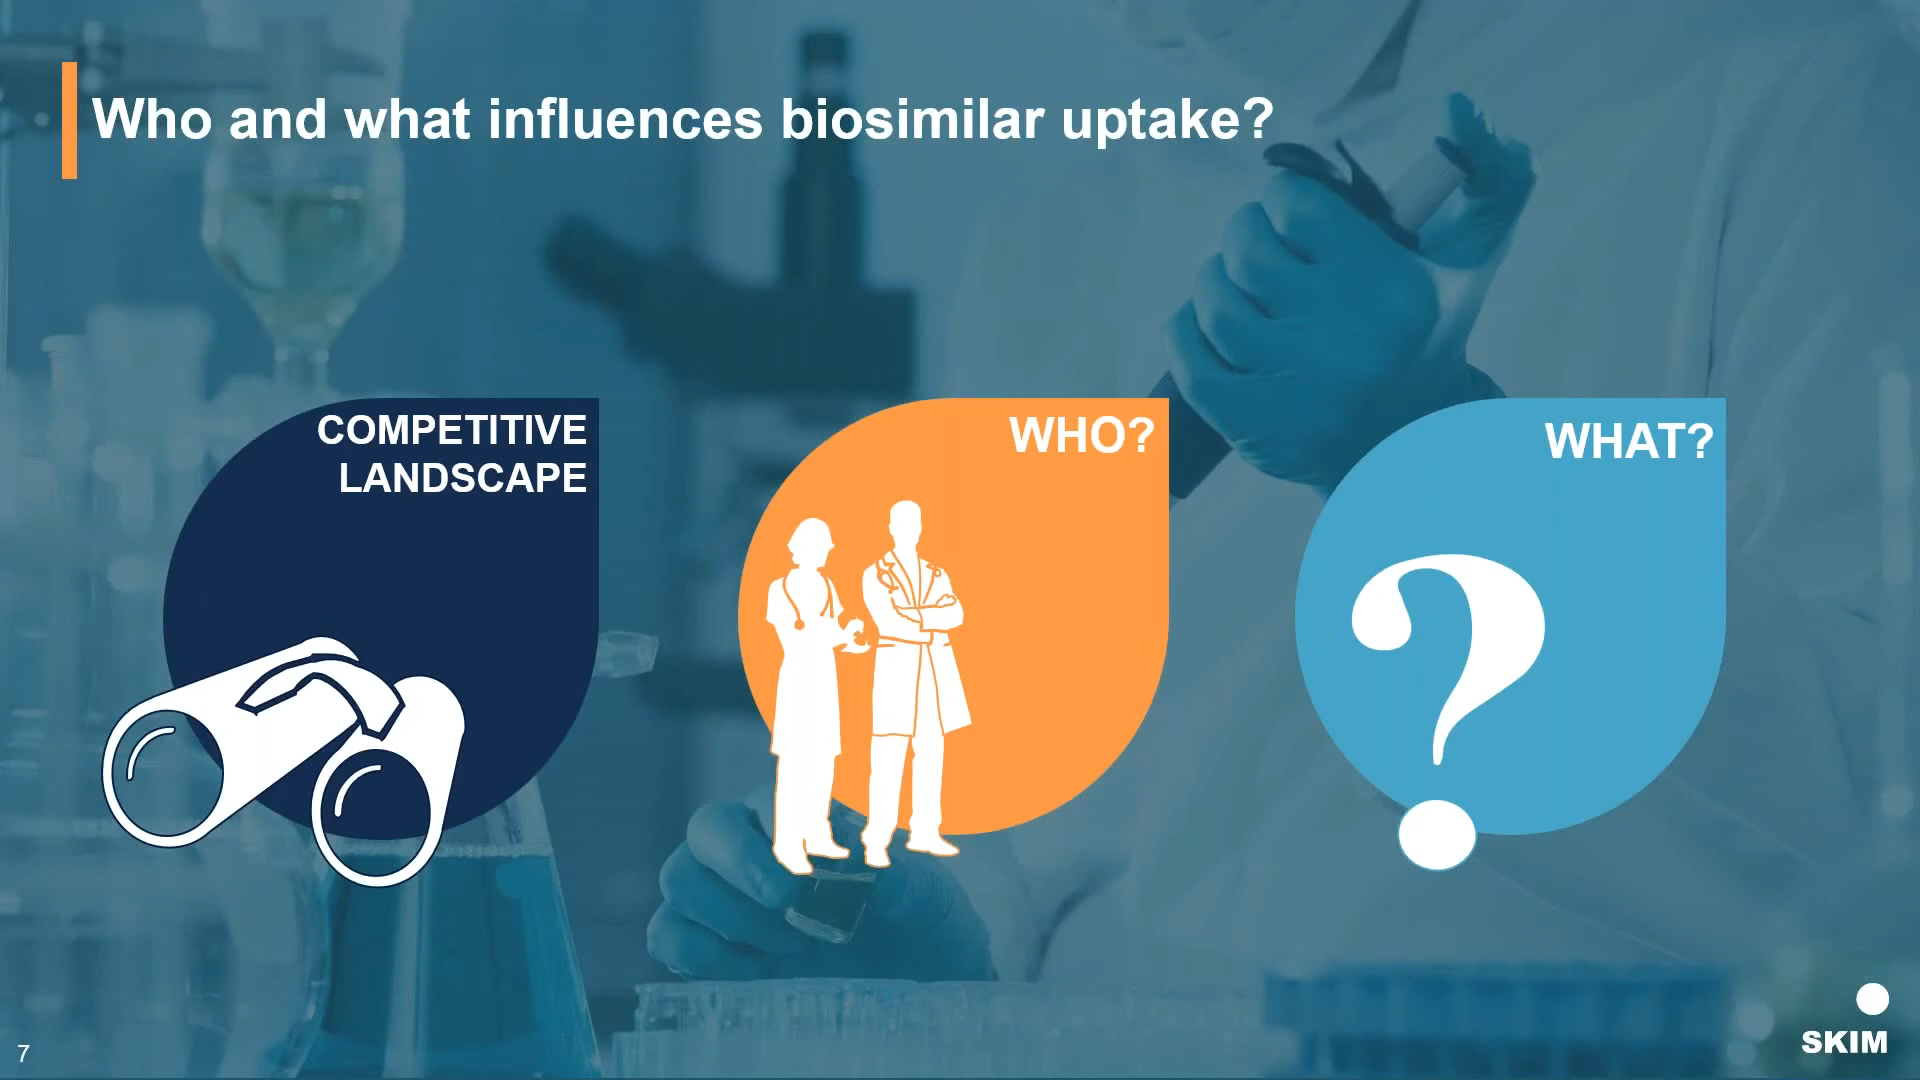 Who and what influences biosimilar uptake?
COMPETITIVE
LANDSCAPE
WHO?
WHAT?
?
7
SKIM